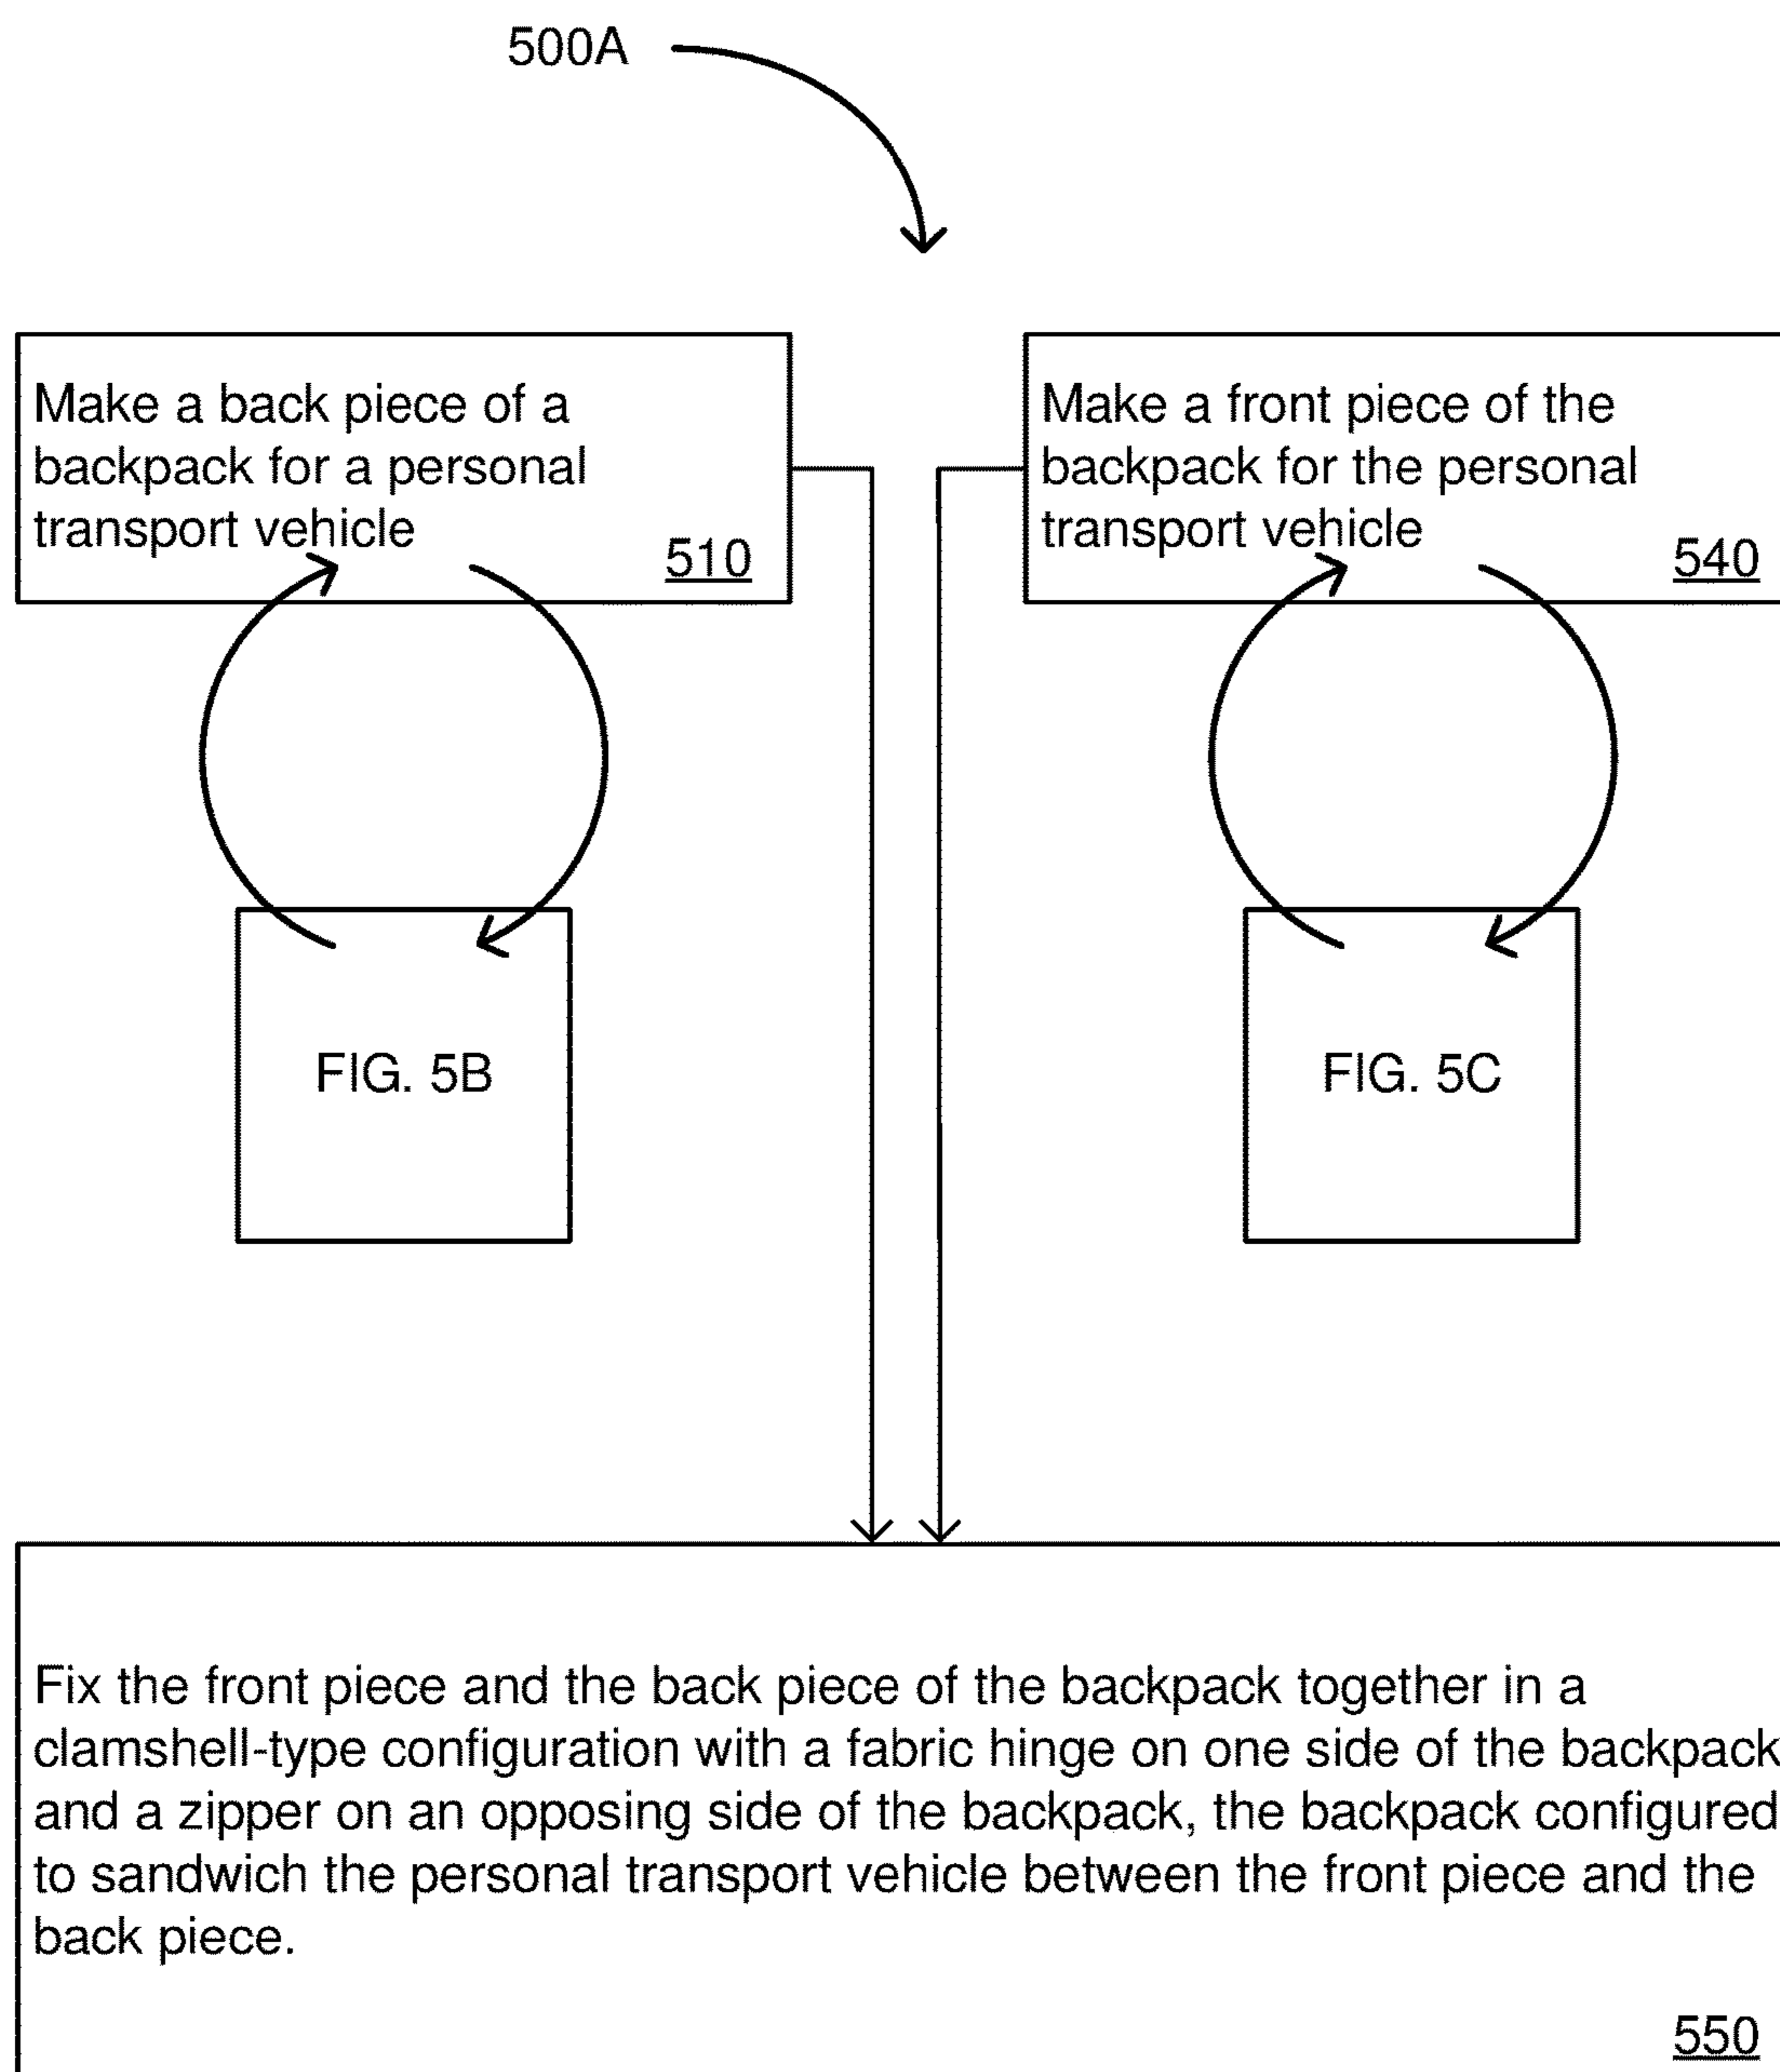 500A
Make a back piece of a
backpack for a personal
transport vehicle
510
Make a front piece of the
backpack for the personal
transport vehicle
540
FIG. 5B
FIG. 5C
Fix the front piece and the back piece of the backpack together in a
clamshell-type configuration with a fabric hinge on one side of the backpack
and a zipper on an opposing side of the backpack, the backpack configured
to sandwich the personal transport vehicle between the front piece and the
back piece.
550